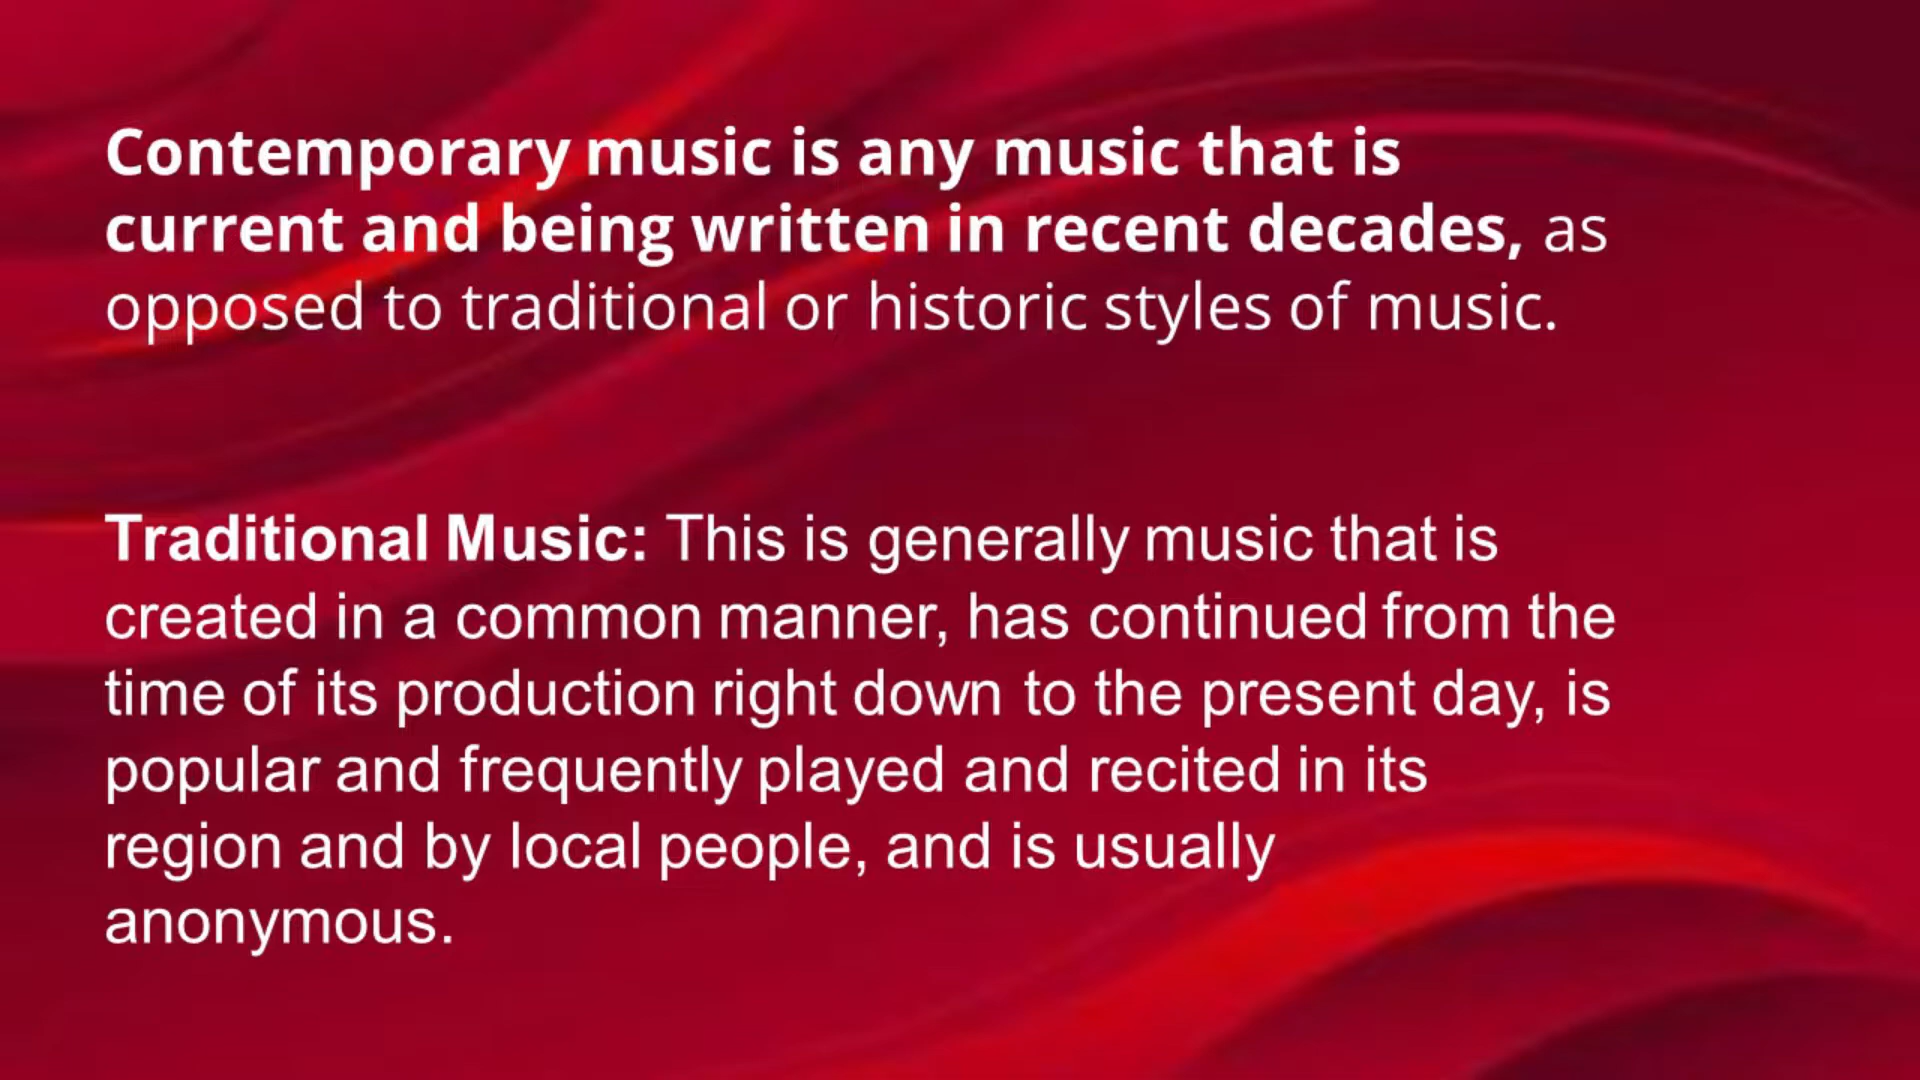 Contemporary music is any music that is
current and being written in recent decades, as
opposed to traditional or historic styles of music.
Traditional Music: This is generally music that is
created in a common manner, has continued from the
time of its production right down to the present day, is
popular and frequently played and recited in its
region and by local people, and is usually
anonymous.